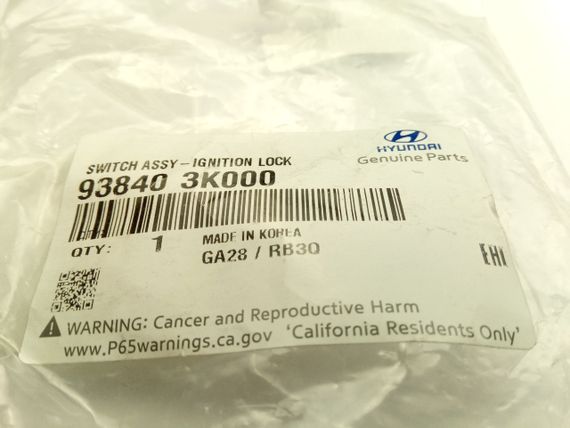 HYUNDAI
Genuine Parts
SWITCH ASSY-IGNITION LOCK
93840 3K000
QTY: 1 MADE IN KOREA
GA28 / RB3Q
EAC
WARNING: Cancer and Reproductive Harm
www.P65warnings.ca.gov 'California Residents Only'